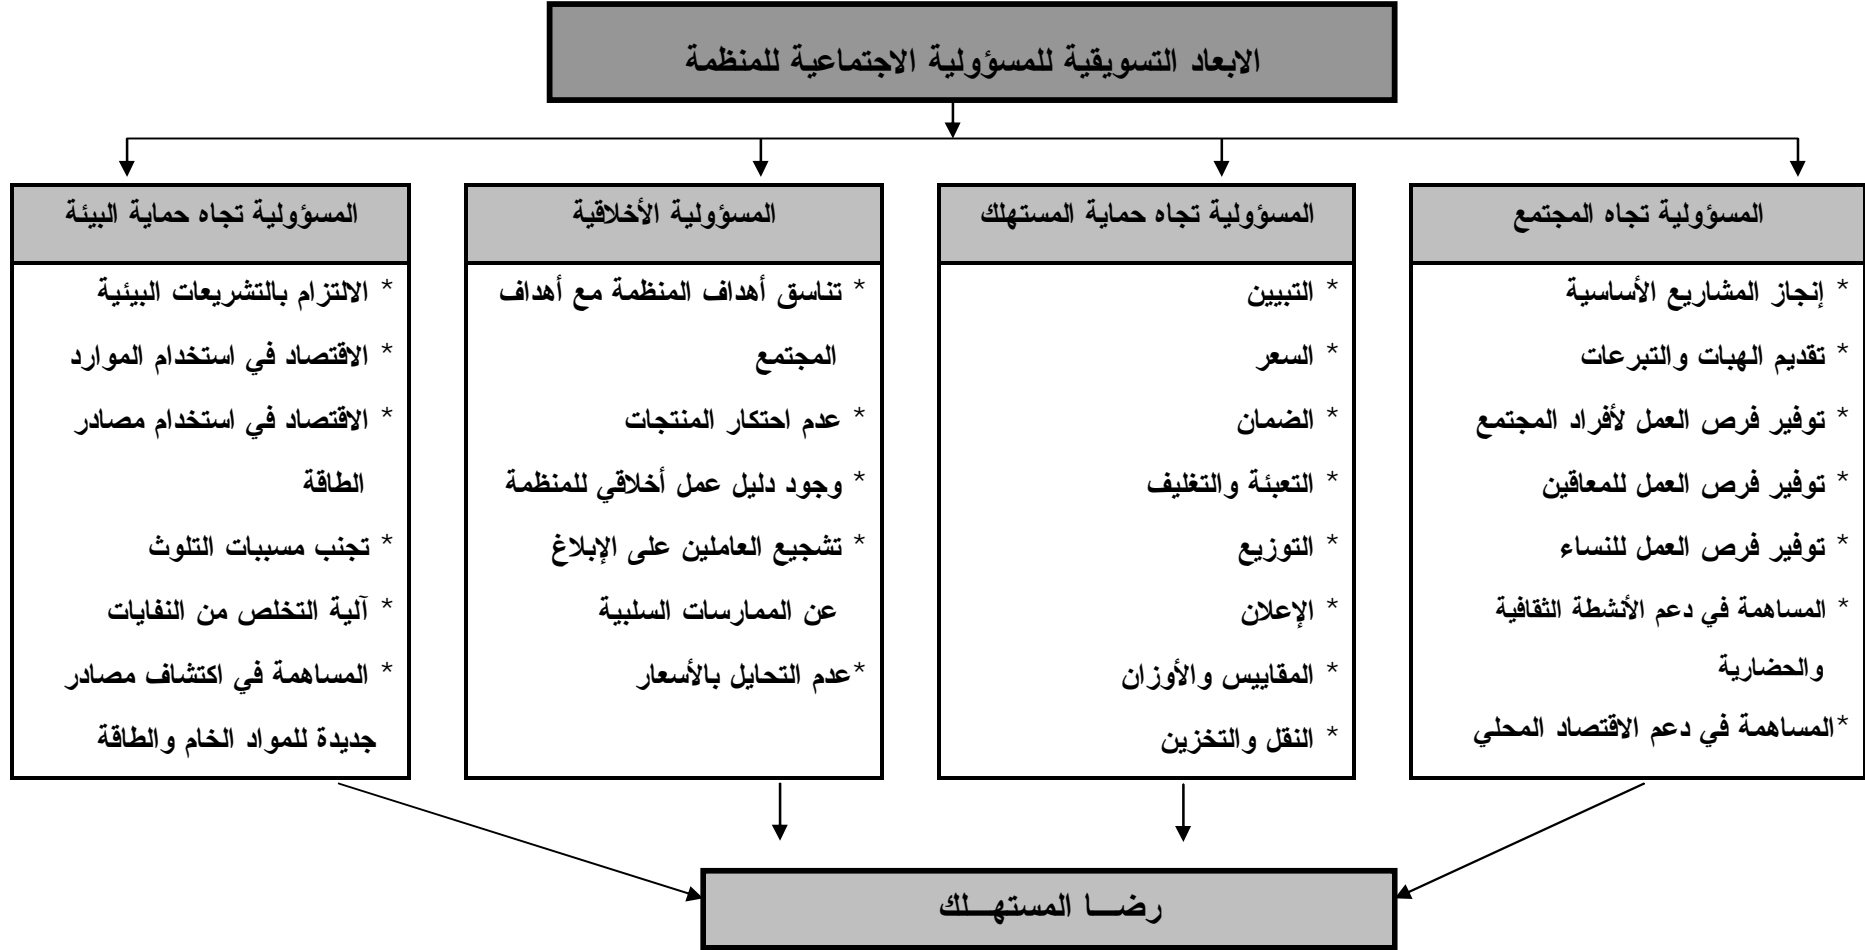 الابعاد التسويقية للمسؤولية الاجتماعية للمنظمة
المسؤولية تجاه المجتمع
* إنجاز المشاريع الأساسية
* تقديم الهبات والتبرعات
* توفير فرص العمل لأفراد المجتمع
* توفير فرص العمل للمعاقين
* توفير فرص العمل للنساء
* المساهمة في دعم الأنشطة الثقافية
والحضارية
*المساهمة في دعم الاقتصاد المحلي
المسؤولية تجاه حماية المستهلك
* التبيين
* السعر
* الضمان
* التعبئة والتغليف
* التوزيع
* الإعلان
* المقاييس والأوزان
* النقل والتخزين
المسؤولية الأخلاقية
* تناسق أهداف المنظمة مع أهداف
المجتمع
* عدم احتكار المنتجات
* وجود دليل عمل أخلاقي للمنظمة
* تشجيع العاملين على الإبلاغ
عن الممارسات السلبية
*عدم التحايل بالأسعار
المسؤولية تجاه حماية البيئة
* الالتزام بالتشريعات البيئية
* الاقتصاد في استخدام الموارد
* الاقتصاد في استخدام مصادر
الطاقة
* تجنب مسببات التلوث
* آلية التخلص من النفايات
* المساهمة في اكتشاف مصادر
جديدة للمواد الخام والطاقة
رضـــا المستهـــلك